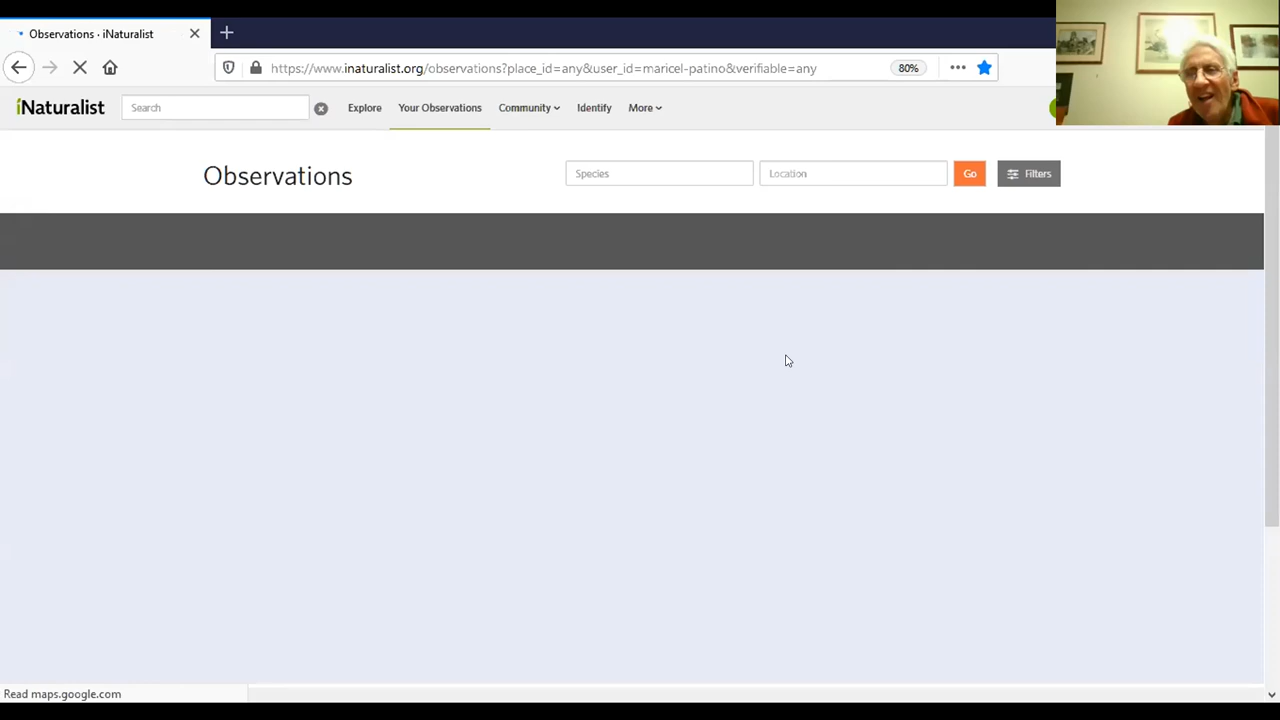 Observations · iNaturalist
https://www.inaturalist.org/observations?place_id=any&user_id=maricel-patino&verifiable=any
80%
iNaturalist
Search
Explore
Your Observations
Community
Identify
More
Observations
Species
Location
Go
Filters
Read maps.google.com